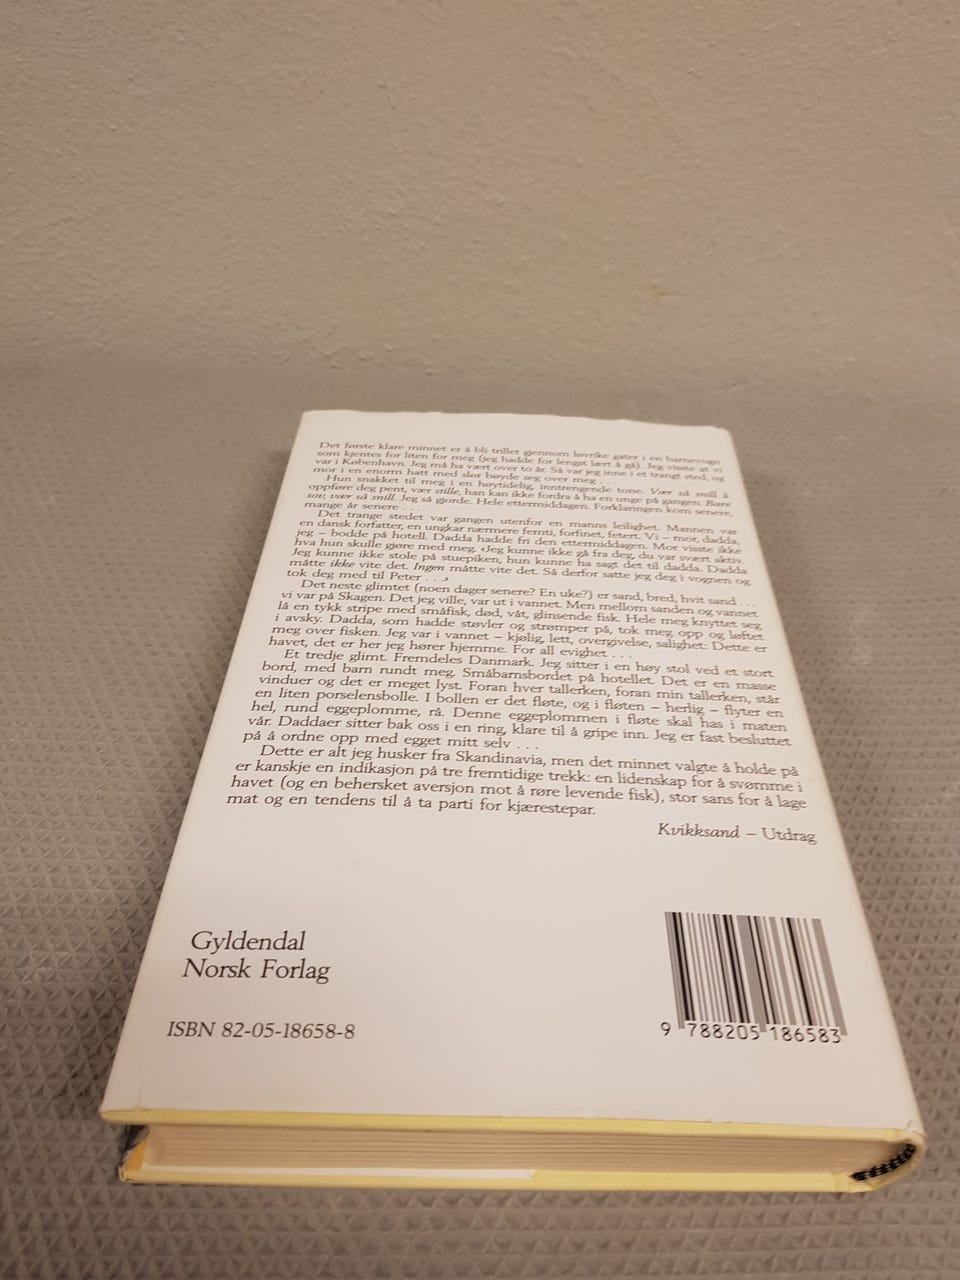 Det første klare minnet er å bli trillet gjennom løvrike gater i en barnevogn
som kjentes for liten for meg (jeg hadde for lengst lært å gå). Jeg visste at vi
var i København. Jeg må ha vært over to år. Så var jeg inne i et trangt sted, og
mor i en enorm hatt med slør bøyde seg over meg . . .
Hun snakket til meg i en høytidelig, inntrengende tone. Vær så snill å
oppføre deg pent, vær stille, han kan ikke fordra å ha en unge på gangen. Bare
sov, vær så snill. Jeg så gjorde. Hele ettermiddagen. Forklaringen kom senere,
mange år senere . . .
Det trange stedet var gangen utenfor en manns leilighet. Mannen var
en dansk forfatter, en ungkar nærmere femti, forfinet, fetert. Vi – mor, dadda,
jeg – bodde på hotell. Dadda hadde fri den ettermiddagen. Mor visste ikke
hva hun skulle gjøre med meg. «Jeg kunne ikke gå fra deg, du var svært aktiv.
Jeg kunne ikke stole på stuepiken, hun kunne ha sagt det til dadda. Dadda
måtte ikke vite det. Ingen måtte vite det. Så derfor satte jeg deg i vognen og
tok deg med til Peter . . .»
Det neste glimtet (noen dager senere? En uke?) er sand, bred, hvit sand . . .
vi var på Skagen. Det jeg ville, var ut i vannet. Men mellom sanden og vannet
lå en tykk stripe med småfisk, død, våt, glinsende fisk. Hele meg knyttet seg
i avsky. Dadda, som hadde støvler og strømper på, tok meg opp og løftet
meg over fisken. Jeg var i vannet – kjølig, lett, overgivelse, salighet: Dette er
havet, det er her jeg hører hjemme. For all evighet . . .
Et tredje glimt. Fremdeles Danmark. Jeg sitter i en høy stol ved et stort
bord, med barn rundt meg. Småbarnsbordet på hotellet. Det er en masse
vinduer og det er meget lyst. Foran hver tallerken, foran min tallerken, står
en liten porselensbolle. I bollen er det fløte, og i fløten – herlig – flyter en
hel, rund eggeplomme, rå. Denne eggeplommen i fløte skal has i maten
vår. Daddaer sitter bak oss i en ring, klare til å gripe inn. Jeg er fast besluttet
på å ordne opp med egget mitt selv . . .
Dette er alt jeg husker fra Skandinavia, men det minnet valgte å holde på
er kanskje en indikasjon på tre fremtidige trekk: en lidenskap for å svømme i
havet (og en behersket aversjon mot å røre levende fisk), stor sans for å lage
mat og en tendens til å ta parti for kjærestepar.
Kvikksand – Utdrag
Gyldendal
Norsk Forlag
ISBN 82-05-18658-8
9 788205 186583